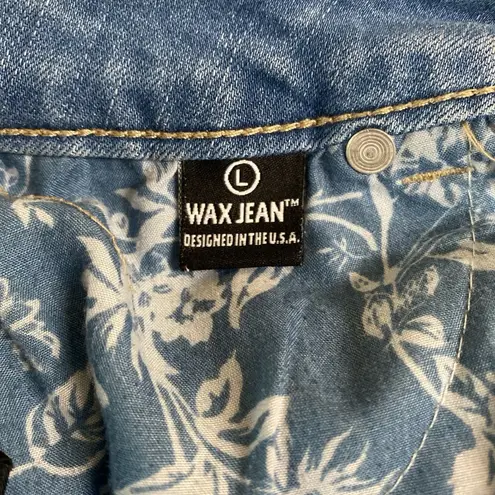 L
WAX JEAN™
DESIGNED IN THE U.S.A.